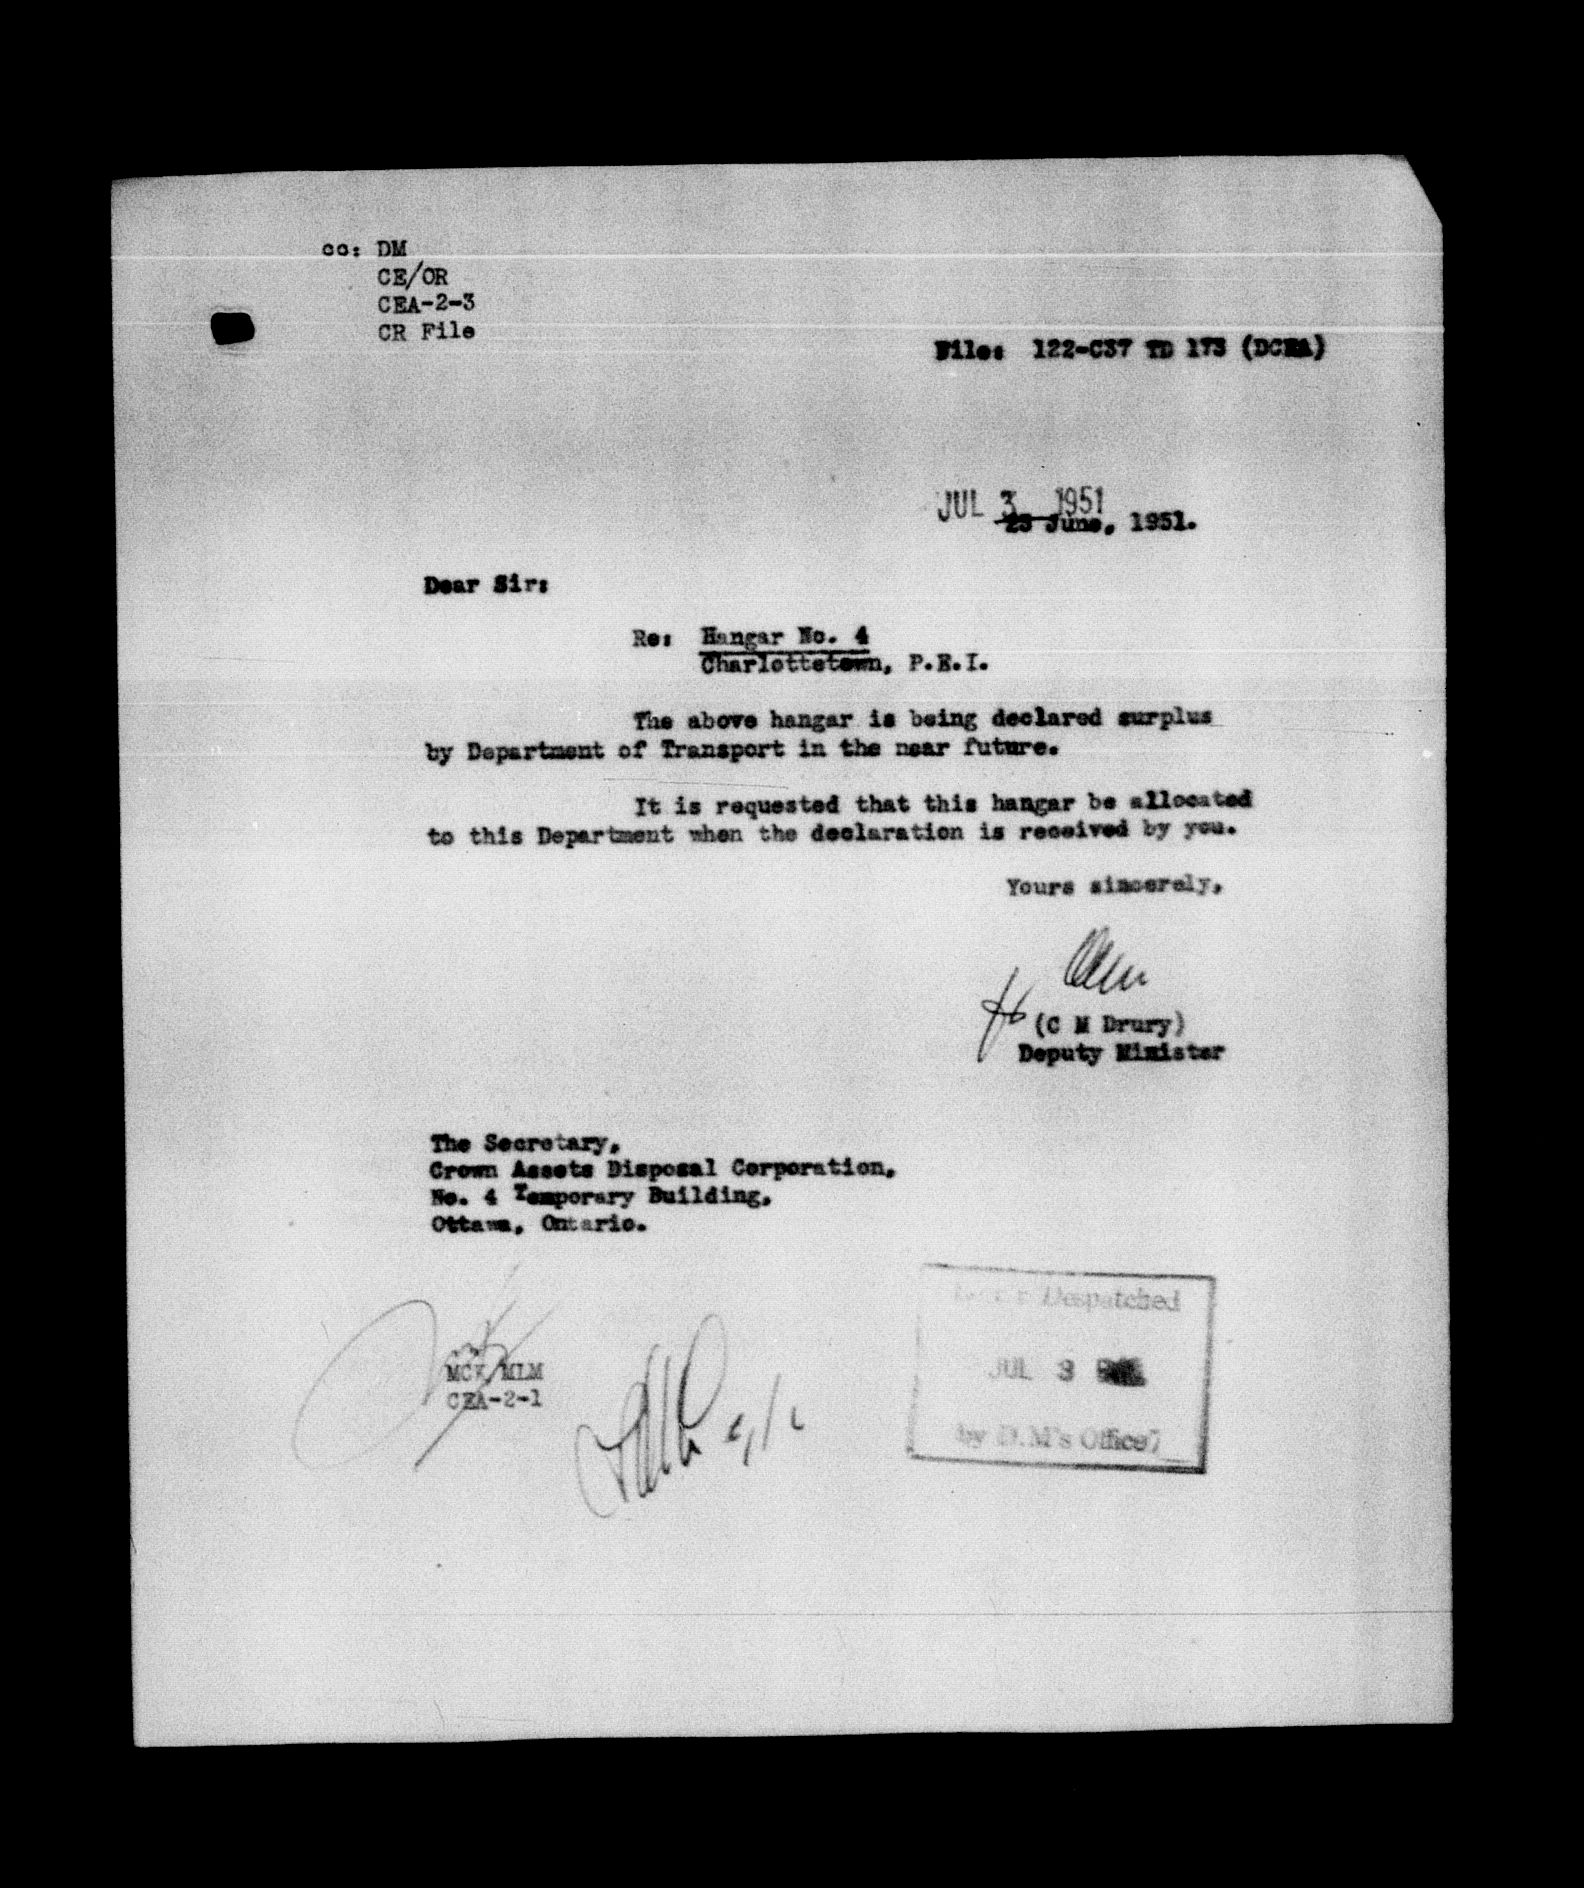 cc: DM
CE/OR
CEA-2-3
CR File
File: 122-C37 TD 173 (DCEA)
JUL 3 1951
25 June, 1951.
Dear Sir:
Re: Hangar No. 4
Charlottetown, P.E.I.
The above hangar is being declared surplus
by Department of Transport in the near future.
It is requested that this hangar be allocated
to this Department when the declaration is received by you.
Yours sincerely,
(C M Drury)
Deputy Minister
The Secretary,
Crown Assets Disposal Corporation,
No. 4 Temporary Building,
Ottawa, Ontario.
MCK/MLM
CEA-2-1
Despatched
JUL 3
by D.M's Office